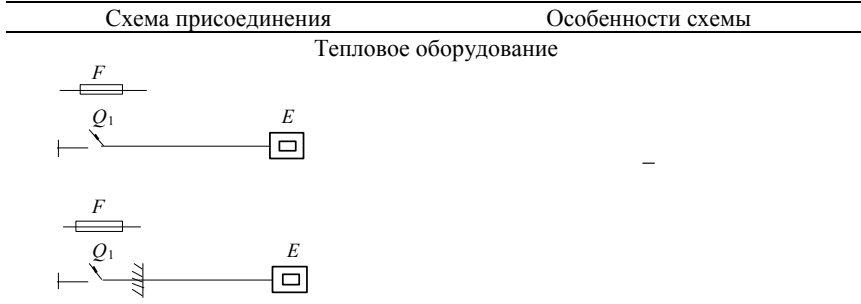 Схема присоединения Особенности схемы
Тепловое оборудование
F
Q1 E
–
F
Q1 E